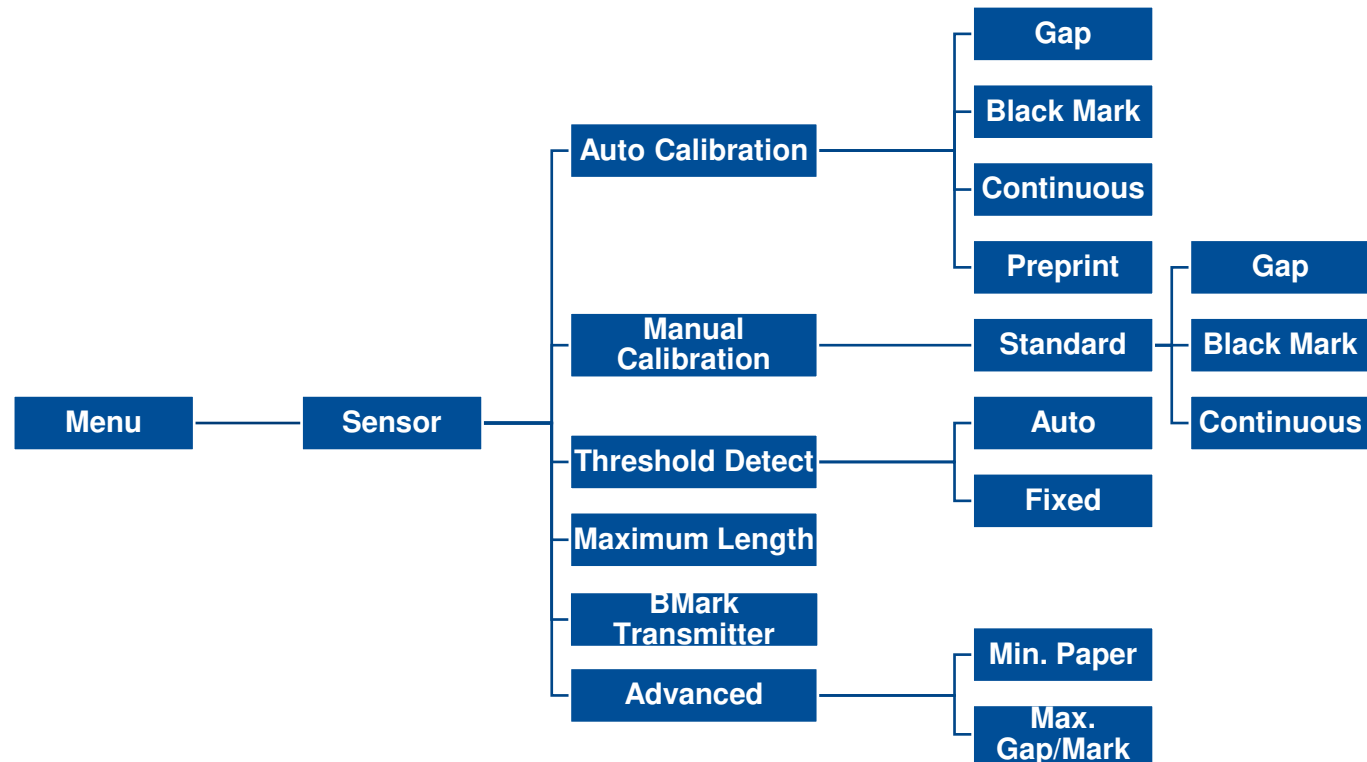 Gap
Black Mark
Auto Calibration
Continuous
Preprint
Gap
Manual
Calibration
Standard
Black Mark
Menu
Sensor
Auto
Continuous
Threshold Detect
Fixed
Maximum Length
BMark
Transmitter
Min. Paper
Advanced
Max.
Gap/Mark